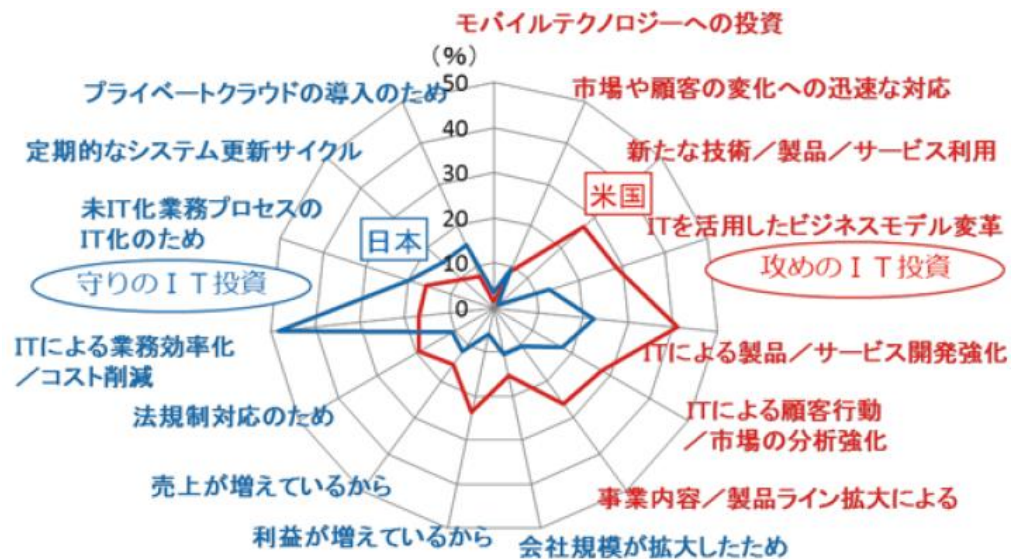 モバイルテクノロジーへの投資
(%)
50
40
30
20
10
0
市場や顧客の変化への迅速な対応
新たな技術/製品/サービス利用
米国
ITを活用したビジネスモデル変革
攻めのIT投資
ITによる製品/サービス開発強化
ITによる顧客行動
/市場の分析強化
事業内容/製品ライン拡大による
会社規模が拡大したため
利益が増えているから
売上が増えているから
法規制対応のため
ITによる業務効率化
/コスト削減
守りのIT投資
未IT化業務プロセスの
IT化のため
日本
定期的なシステム更新サイクル
プライベートクラウドの導入のため